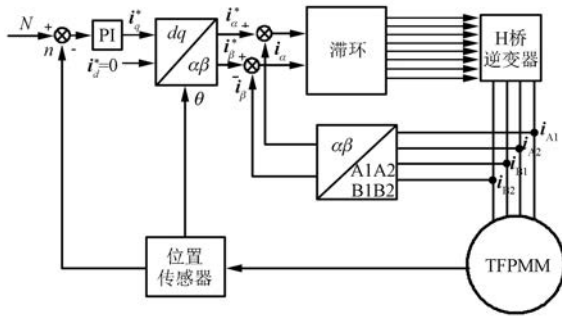 N
+
n
-
PI
i*q
i*d=0
dq
αβ
θ
i*α
+
i*β
+
-
iα
iβ
滞环
H桥
逆变器
αβ
A1A2
B1B2
iA1
iA2
iB1
iB2
位置
传感器
TFPMM